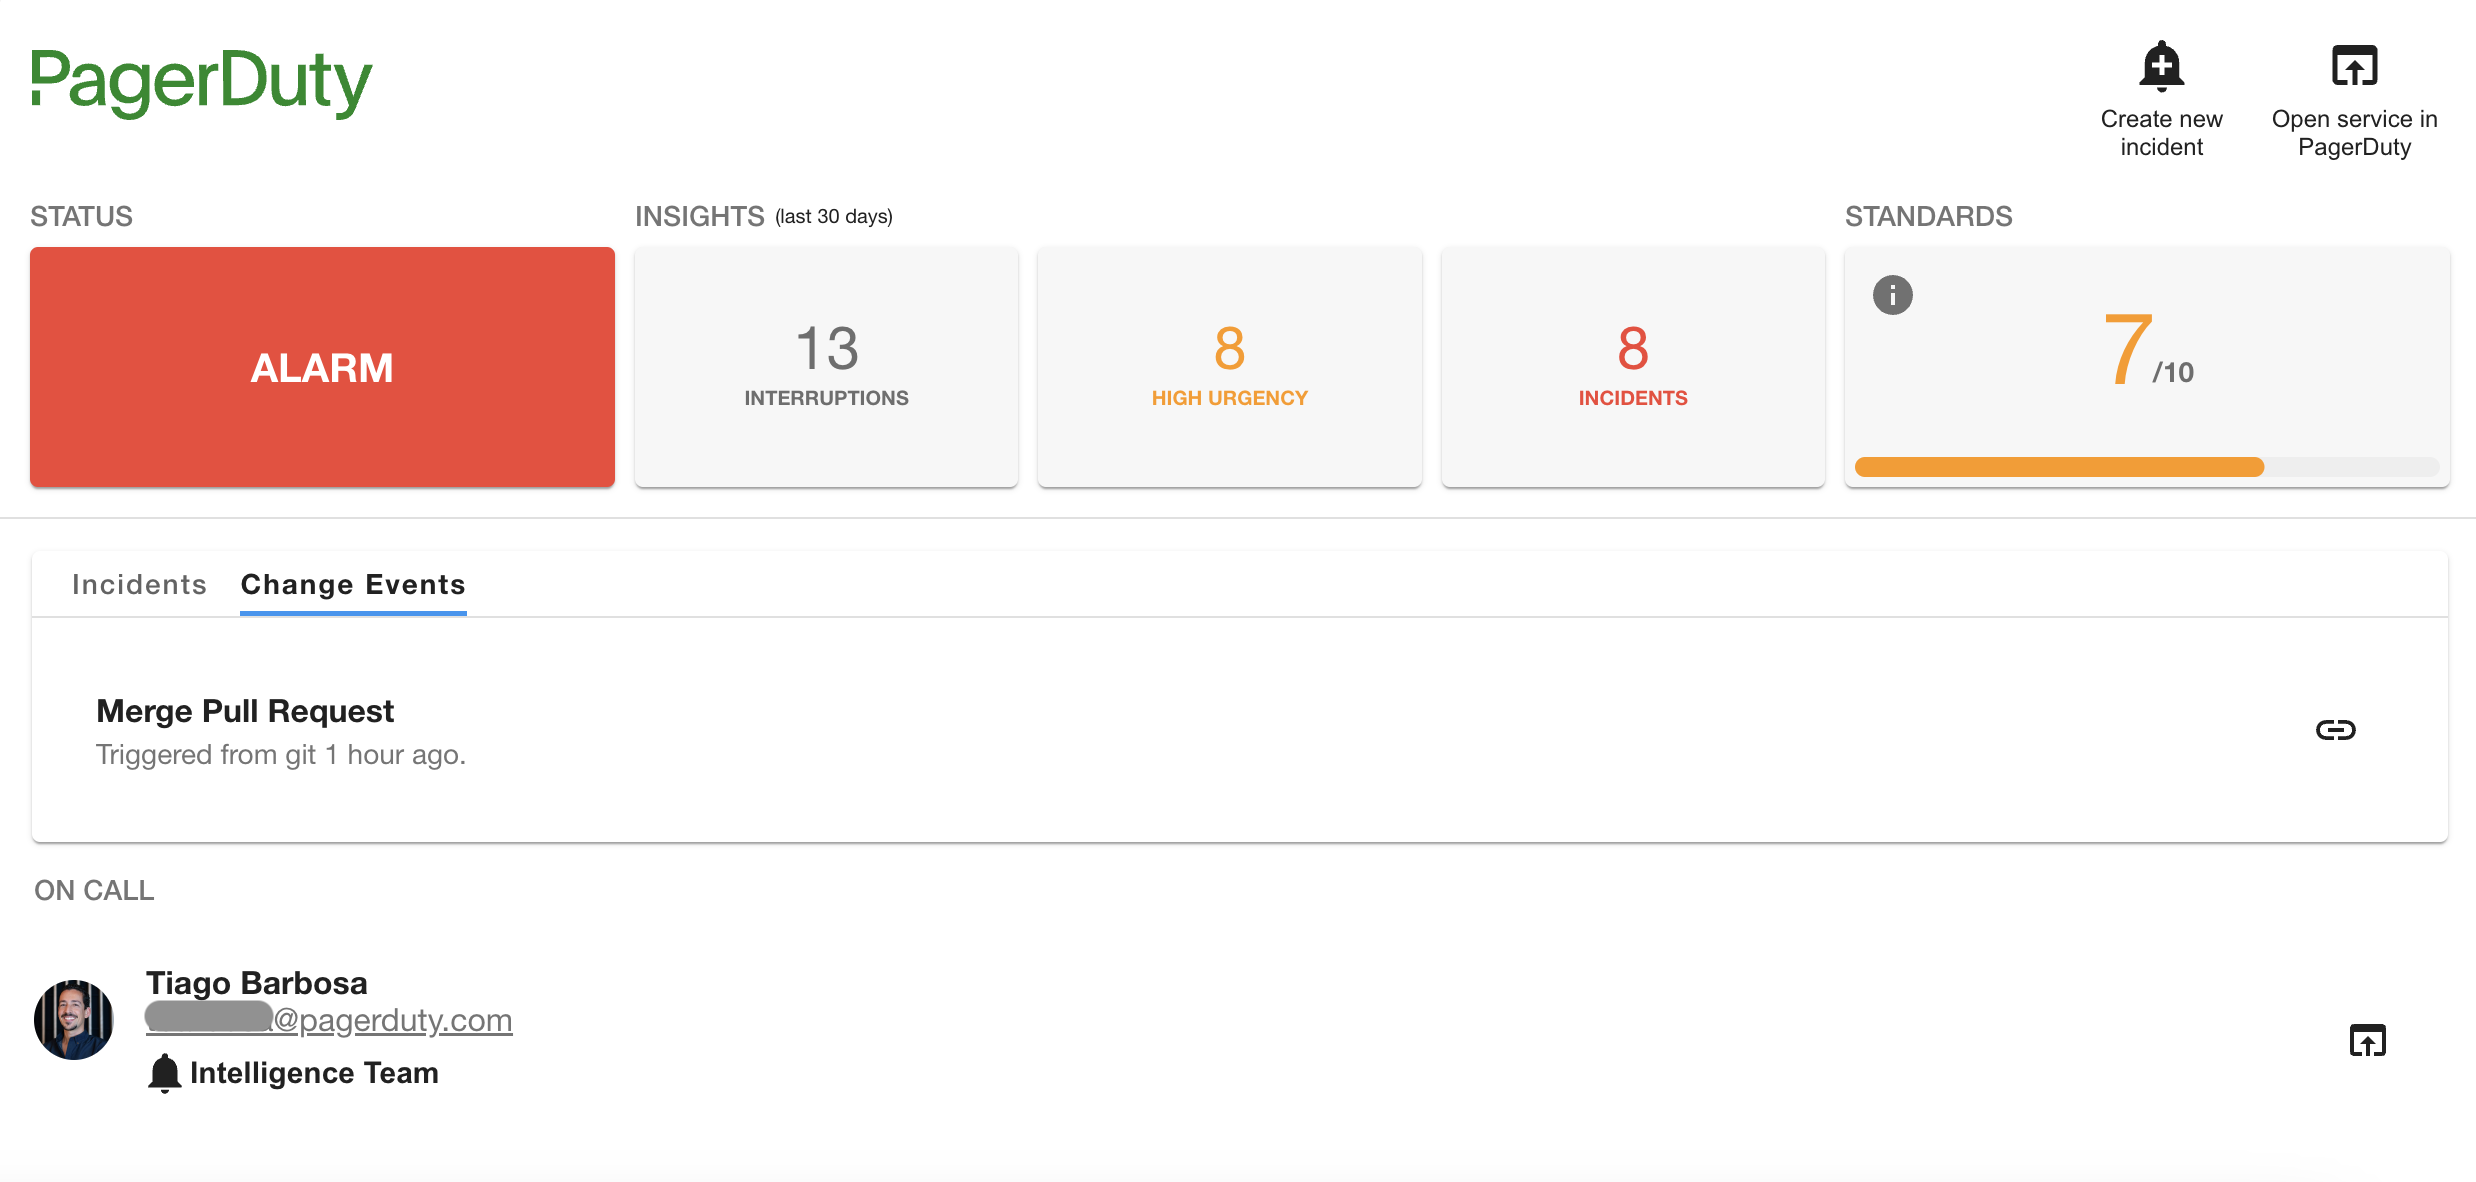 PagerDuty
Create new
incident
Open service in
PagerDuty
STATUS
INSIGHTS (last 30 days)
STANDARDS
ALARM
13
INTERRUPTIONS
8
HIGH URGENCY
8
INCIDENTS
i
7/10
Incidents
Change Events
Merge Pull Request
Triggered from git 1 hour ago.
ON CALL
Tiago Barbosa
@pagerduty.com
Intelligence Team